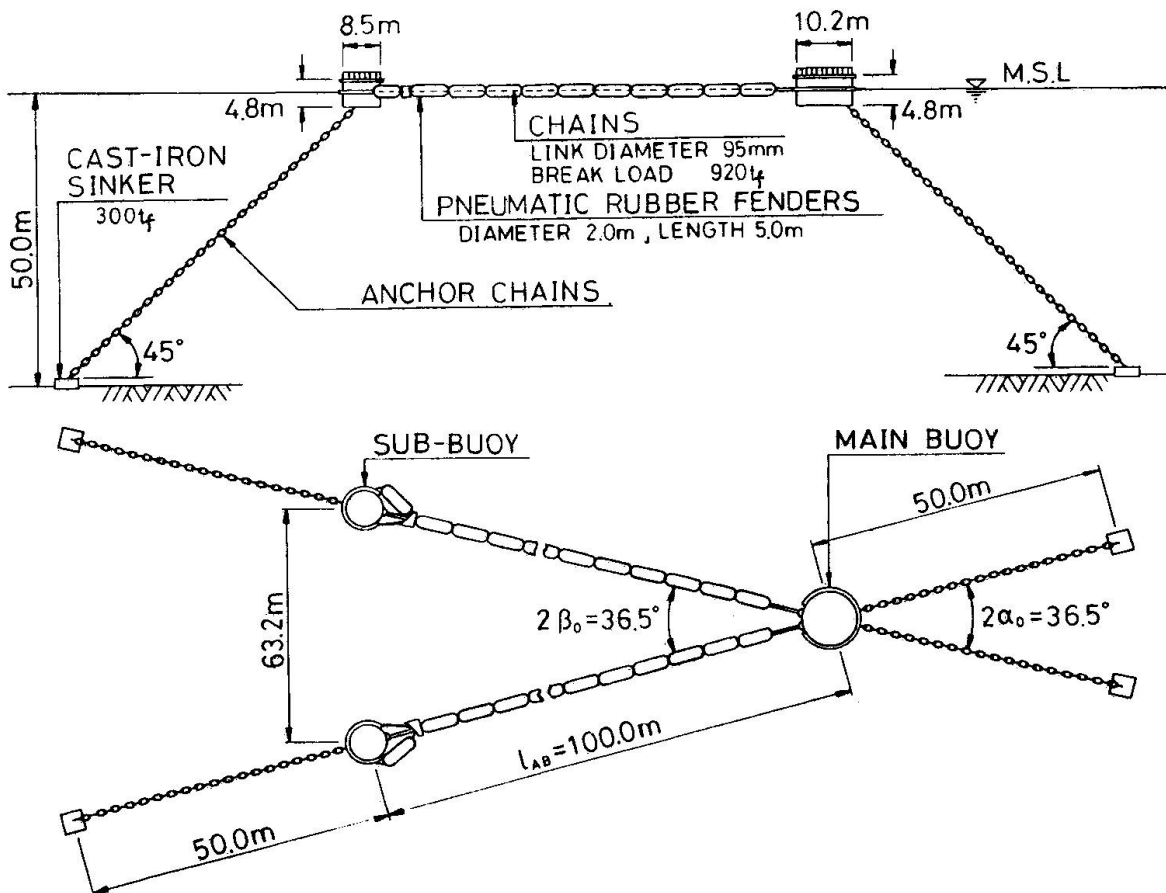 8.5m
10.2m
M.S.L
4.8m
4.8m
CHAINS
LINK DIAMETER 95mm
BREAK LOAD 920tf
CAST-IRON
SINKER
300tf
PNEUMATIC RUBBER FENDERS
DIAMETER 2.0m, LENGTH 5.0m
50.0m
ANCHOR CHAINS
45°
45°
SUB-BUOY
MAIN BUOY
50.0m
63.2m
2β₀=36.5°
2α₀=36.5°
l_AB=100.0m
50.0m